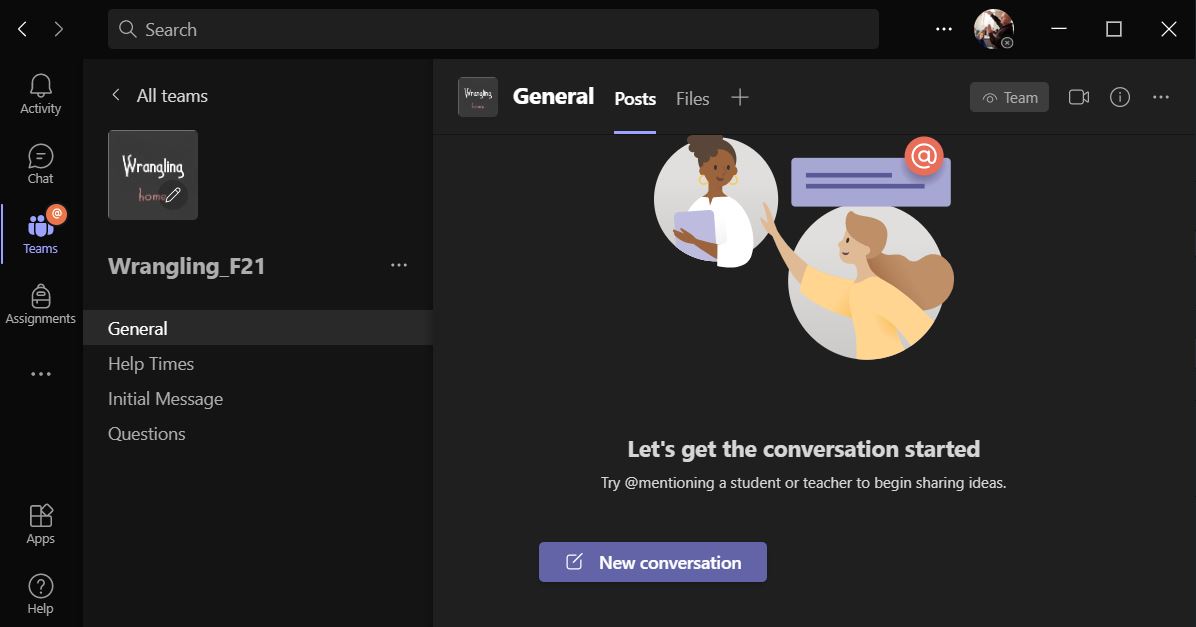 Search
Activity
Chat
@
Teams
Assignments
Apps
Help
All teams
Wrangling
home
Wrangling_F21
General
Help Times
Initial Message
Questions
Wrangling
home
General
Posts
Files
Team
@
Let's get the conversation started
Try @mentioning a student or teacher to begin sharing ideas.
New conversation